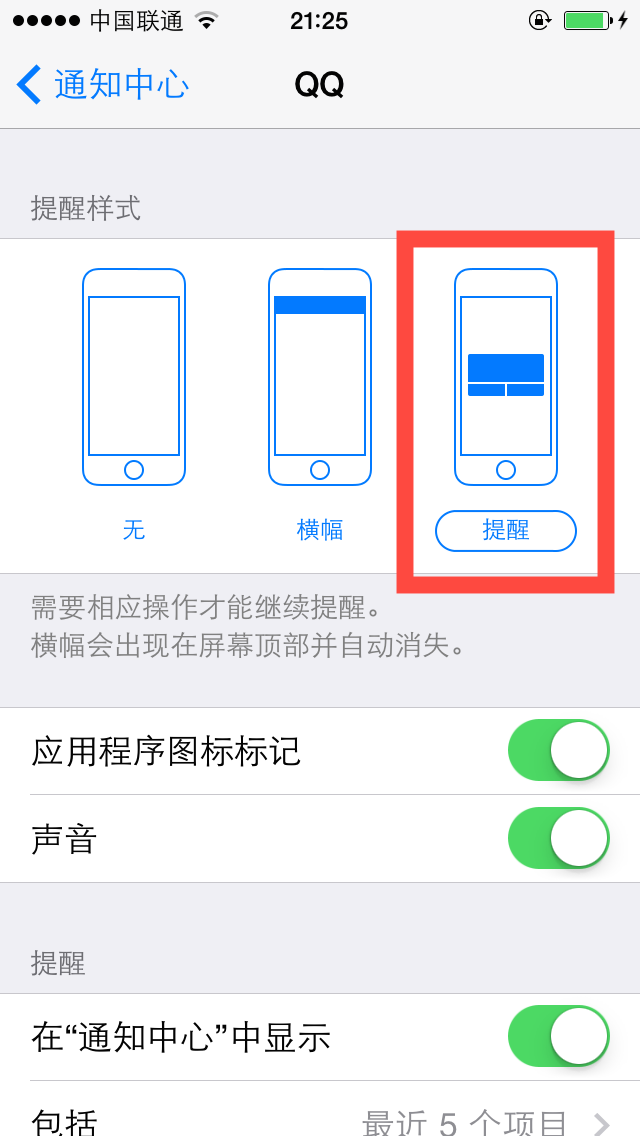 中国联通 21:25
通知中心 QQ
提醒样式
无 横幅 提醒
需要相应操作才能继续提醒。
横幅会出现在屏幕顶部并自动消失。
应用程序图标标记
声音
提醒
在“通知中心”中显示
包括 最近 5 个项目